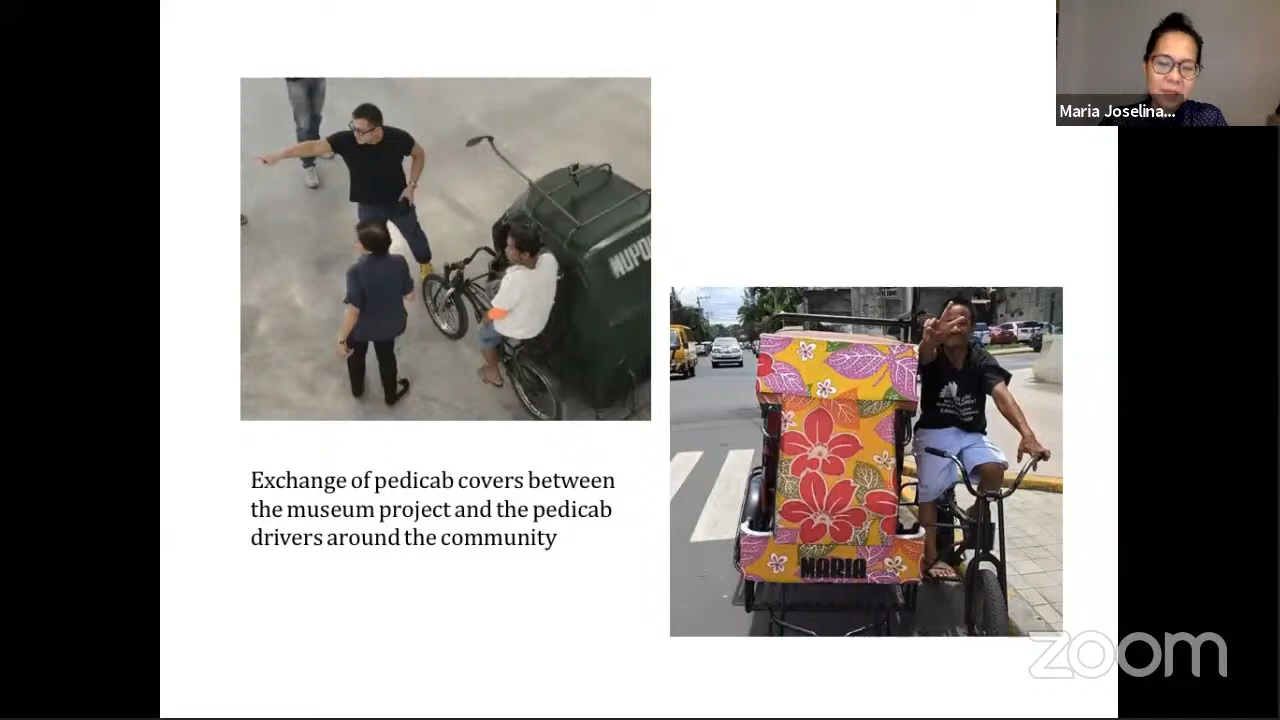 Maria Joselina...
NUPO
Exchange of pedicab covers between
the museum project and the pedicab
drivers around the community
MARIA
zoom